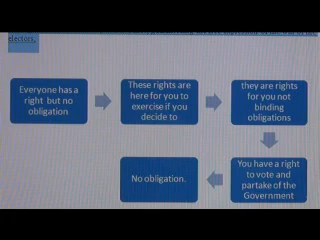 electors.
Everyone has a
right but no
obligation
These rights are
here for you to
exercise if you
decide to
they are rights
for you not
binding
obligations
You have a right
to vote and
partake of the
Government
No obligation.